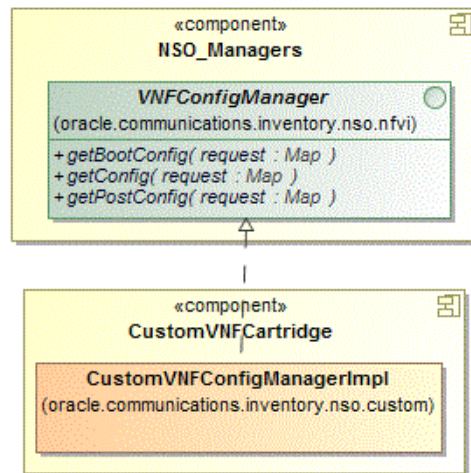 «component»
NSO_Managers
VNFConfigManager
(oracle.communications.inventory.nso.nfvi)
+getBootConfig( request : Map )
+getConfig( request : Map )
+getPostConfig( request : Map )
«component»
CustomVNFCartridge
CustomVNFConfigManagerImpl
(oracle.communications.inventory.nso.custom)